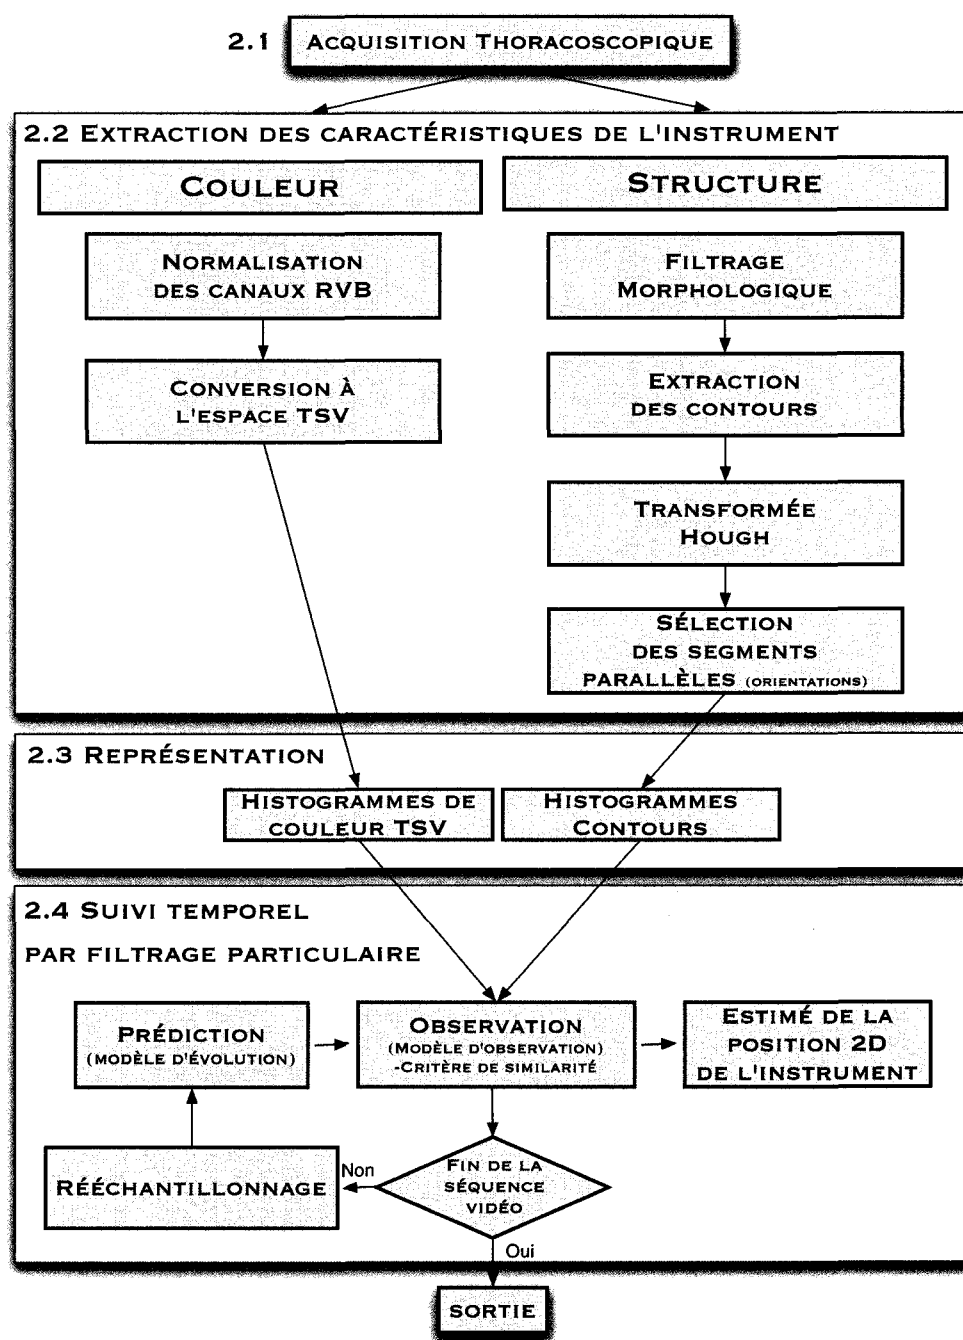 2.1 ACQUISITION THORACOSCOPIQUE
2.2 EXTRACTION DES CARACTÉRISTIQUES DE L'INSTRUMENT
COULEUR
STRUCTURE
NORMALISATION
DES CANAUX RVB
FILTRAGE
MORPHOLOGIQUE
CONVERSION À
L'ESPACE TSV
EXTRACTION
DES CONTOURS
TRANSFORMÉE
HOUGH
SÉLECTION
DES SEGMENTS
PARALLÈLES (ORIENTATIONS)
2.3 REPRÉSENTATION
HISTOGRAMMES DE
COULEUR TSV
HISTOGRAMMES
CONTOURS
2.4 SUIVI TEMPOREL
PAR FILTRAGE PARTICULAIRE
PRÉDICTION
(MODÈLE D'ÉVOLUTION)
OBSERVATION
(MODÈLE D'OBSERVATION)
-CRITÈRE DE SIMILARITÉ
ESTIMÉ DE LA
POSITION 2D
DE L'INSTRUMENT
RÉÉCHANTILLONNAGE
Non
FIN DE LA
SÉQUENCE
VIDÉO
Oui
SORTIE